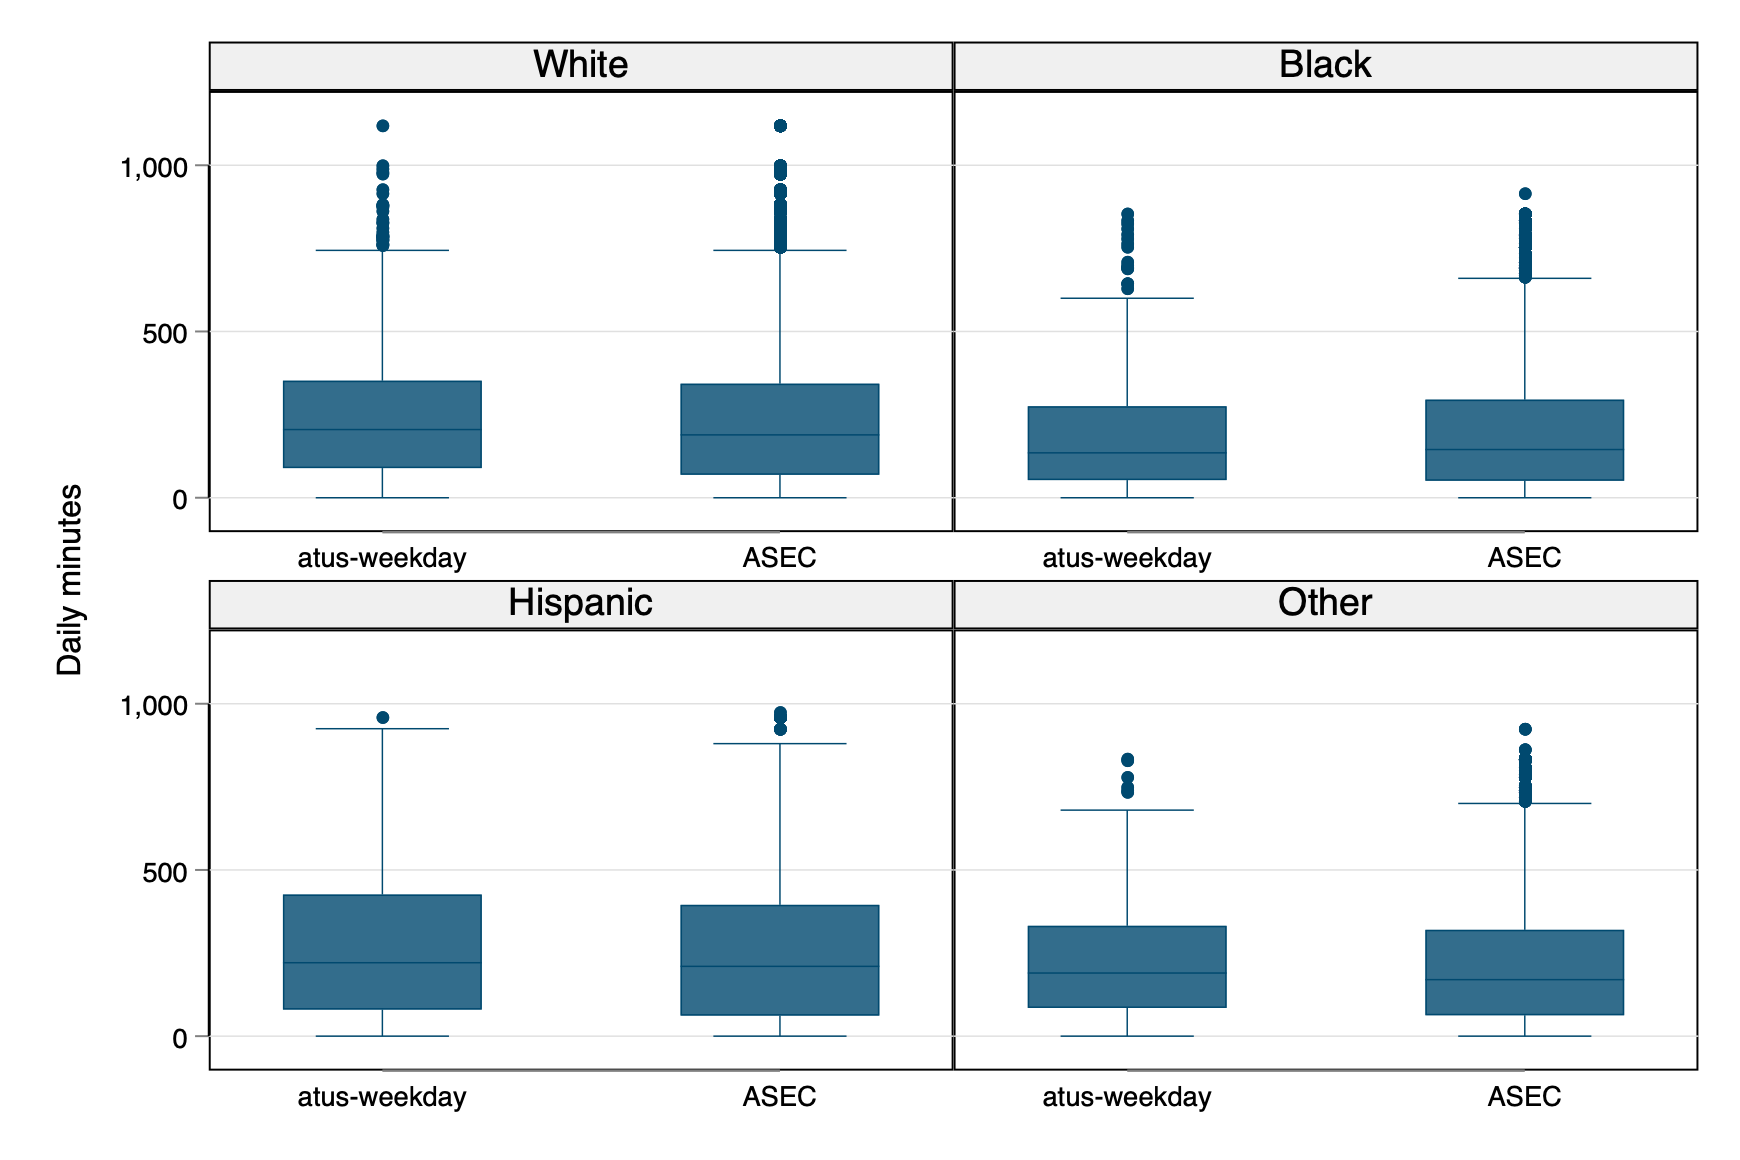 Daily minutes
White
Black
1,000
500
0
atus-weekday
ASEC
atus-weekday
ASEC
Hispanic
Other
1,000
500
0
atus-weekday
ASEC
atus-weekday
ASEC